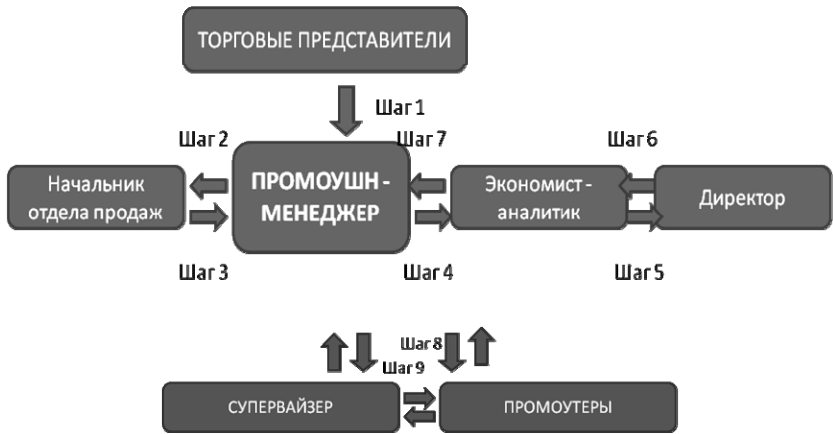 ТОРГОВЫЕ ПРЕДСТАВИТЕЛИ
Шаг 1
Шаг 2
Шаг 7
Шаг 6
Начальник
отдела продаж
ПРОМОУШН -
МЕНЕДЖЕР
Экономист -
аналитик
Директор
Шаг 3
Шаг 4
Шаг 5
Шаг 8
Шаг 9
СУПЕРВАЙЗЕР
ПРОМОУТЕРЫ